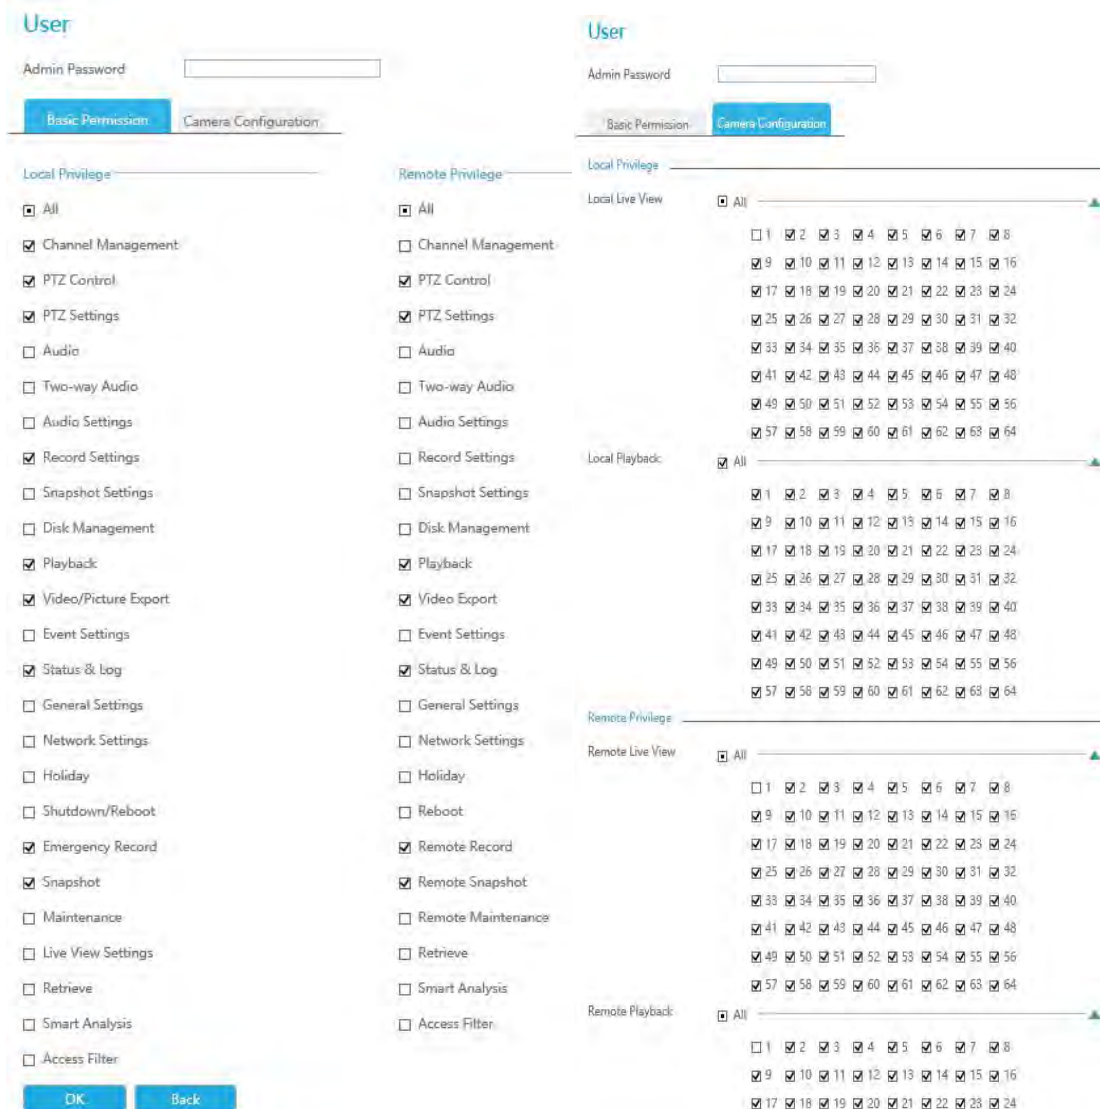 User
Admin Password
Basic Permission Camera Configuration
Local Privilege
All
Channel Management
PTZ Control
PTZ Settings
Audio
Two-way Audio
Audio Settings
Record Settings
Snapshot Settings
Disk Management
Playback
Video/Picture Export
Event Settings
Status & Log
General Settings
Network Settings
Holiday
Shutdown/Reboot
Emergency Record
Snapshot
Maintenance
Live View Settings
Retrieve
Smart Analysis
Access Filter
OK Back
Remote Privilege
All
Channel Management
PTZ Control
PTZ Settings
Audio
Two-way Audio
Audio Settings
Record Settings
Snapshot Settings
Disk Management
Playback
Video Export
Event Settings
Status & Log
General Settings
Network Settings
Holiday
Reboot
Remote Record
Remote Snapshot
Remote Maintenance
Retrieve
Smart Analysis
Access Filter
User
Admin Password
Basic Permission Camera Configuration
Local Privilege
Local Live View All
1 2 3 4 5 6 7 8
9 10 11 12 13 14 15 16
17 18 19 20 21 22 23 24
25 26 27 28 29 30 31 32
33 34 35 36 37 38 39 40
41 42 43 44 45 46 47 48
49 50 51 52 53 54 55 56
57 58 59 60 61 62 63 64
Local Playback All
1 2 3 4 5 6 7 8
9 10 11 12 13 14 15 16
17 18 19 20 21 22 23 24
25 26 27 28 29 30 31 32
33 34 35 36 37 38 39 40
41 42 43 44 45 46 47 48
49 50 51 52 53 54 55 56
57 58 59 60 61 62 63 64
Remote Privilege
Remote Live View All
1 2 3 4 5 6 7 8
9 10 11 12 13 14 15 16
17 18 19 20 21 22 23 24
25 26 27 28 29 30 31 32
33 34 35 36 37 38 39 40
41 42 43 44 45 46 47 48
49 50 51 52 53 54 55 56
57 58 59 60 61 62 63 64
Remote Playback All
1 2 3 4 5 6 7 8
9 10 11 12 13 14 15 16
17 18 19 20 21 22 23 24